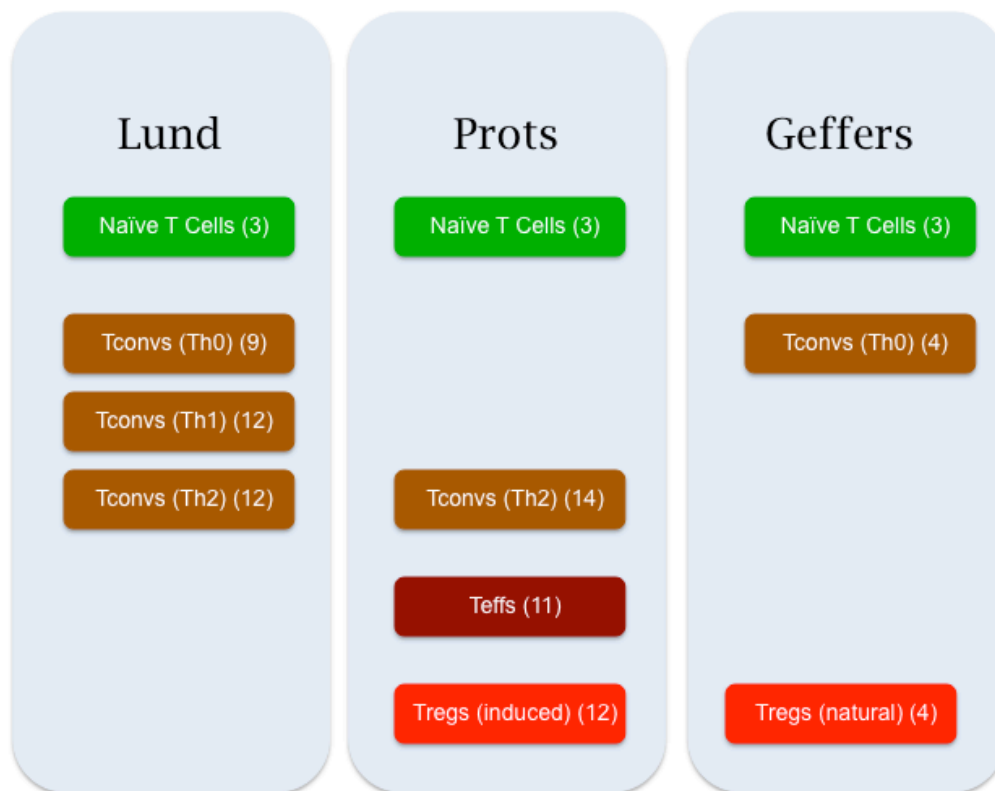 Lund
Naïve T Cells (3)
Tconvs (Th0) (9)
Tconvs (Th1) (12)
Tconvs (Th2) (12)
Prots
Naïve T Cells (3)
Tconvs (Th2) (14)
Teffs (11)
Tregs (induced) (12)
Geffers
Naïve T Cells (3)
Tconvs (Th0) (4)
Tregs (natural) (4)